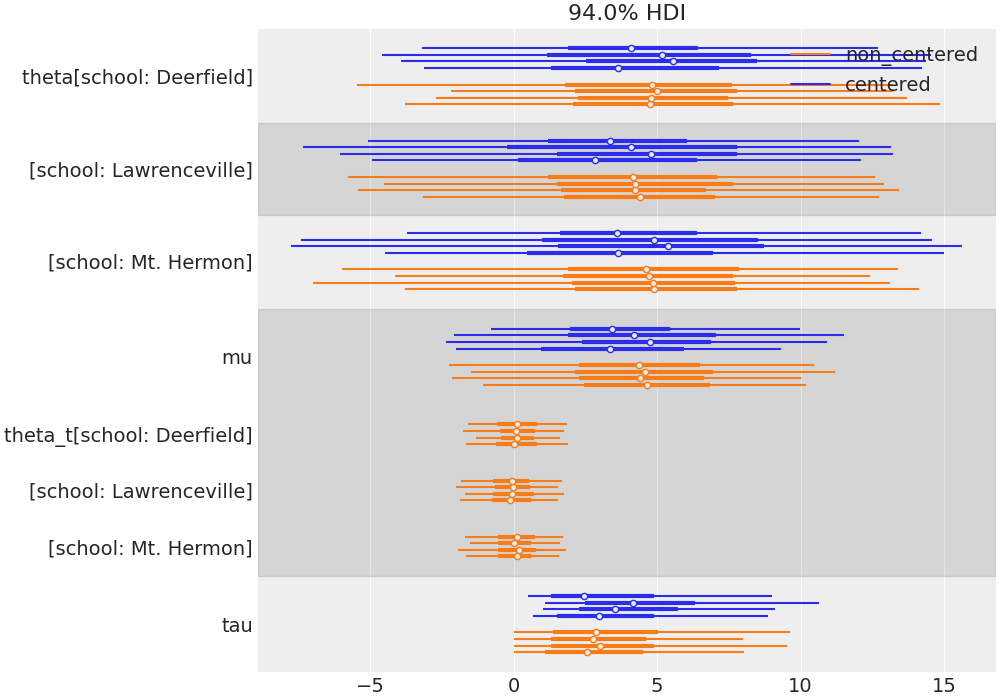 94.0% HDI
theta[school: Deerfield]
non_centered
centered
[school: Lawrenceville]
[school: Mt. Hermon]
mu
theta_t[school: Deerfield]
[school: Lawrenceville]
[school: Mt. Hermon]
tau
−5 0 5 10 15